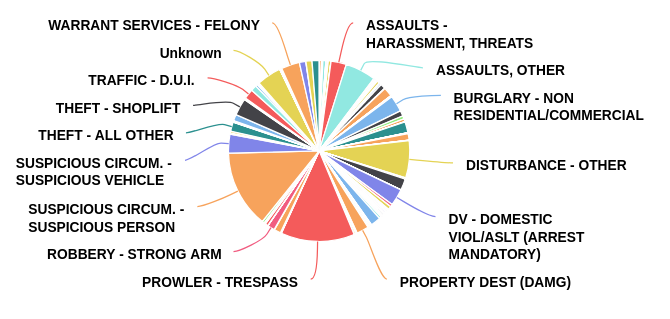 WARRANT SERVICES - FELONY
Unknown
TRAFFIC - D.U.I.
THEFT - SHOPLIFT
THEFT - ALL OTHER
SUSPICIOUS CIRCUM. -
SUSPICIOUS VEHICLE
SUSPICIOUS CIRCUM. -
SUSPICIOUS PERSON
ROBBERY - STRONG ARM
PROWLER - TRESPASS
ASSAULTS -
HARASSMENT, THREATS
ASSAULTS, OTHER
BURGLARY - NON
RESIDENTIAL/COMMERCIAL
DISTURBANCE - OTHER
DV - DOMESTIC
VIOL/ASLT (ARREST
MANDATORY)
PROPERTY DEST (DAMG)